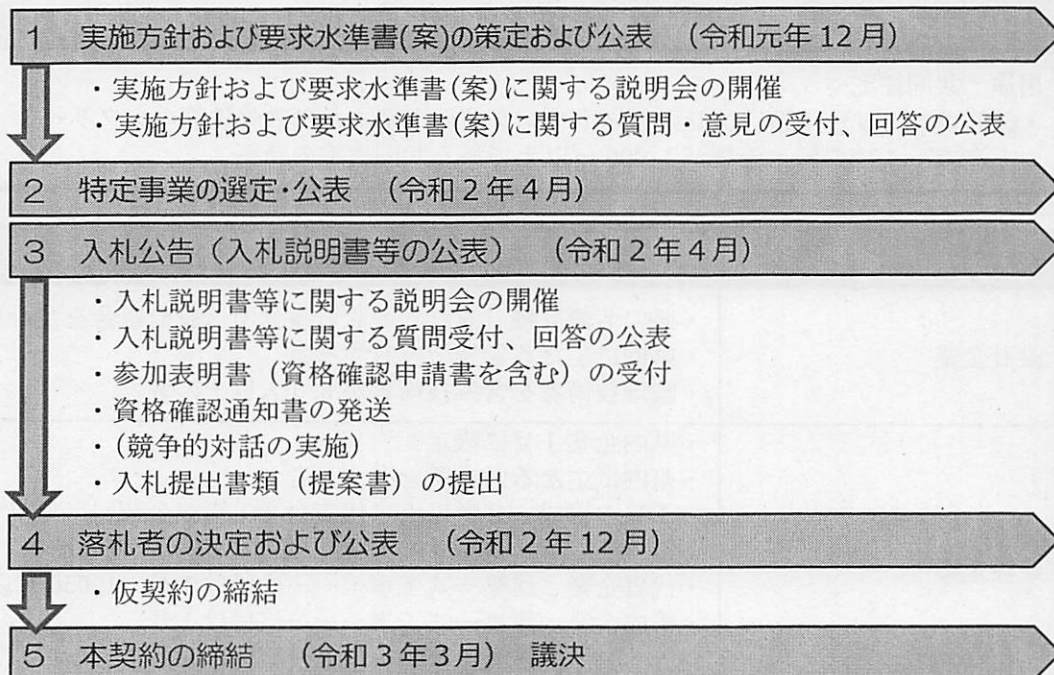 1 実施方針および要求水準書(案)の策定および公表 (令和元年 12 月)
・実施方針および要求水準書(案)に関する説明会の開催
・実施方針および要求水準書(案)に関する質問・意見の受付、回答の公表
2 特定事業の選定・公表 (令和 2 年 4 月)
3 入札公告（入札説明書等の公表） (令和 2 年 4 月)
・入札説明書等に関する説明会の開催
・入札説明書等に関する質問受付、回答の公表
・参加表明書（資格確認申請書を含む）の受付
・資格確認通知書の発送
・(競争的対話の実施)
・入札提出書類（提案書）の提出
4 落札者の決定および公表 (令和 2 年 12 月)
・仮契約の締結
5 本契約の締結 (令和 3 年 3 月) 議決